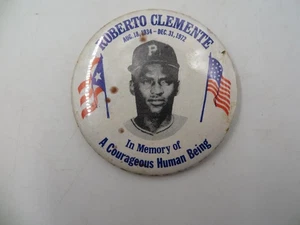 ROBERTO CLEMENTE
AUG. 18, 1934 - DEC. 31, 1972
P
In Memory of
A Courageous Human Being